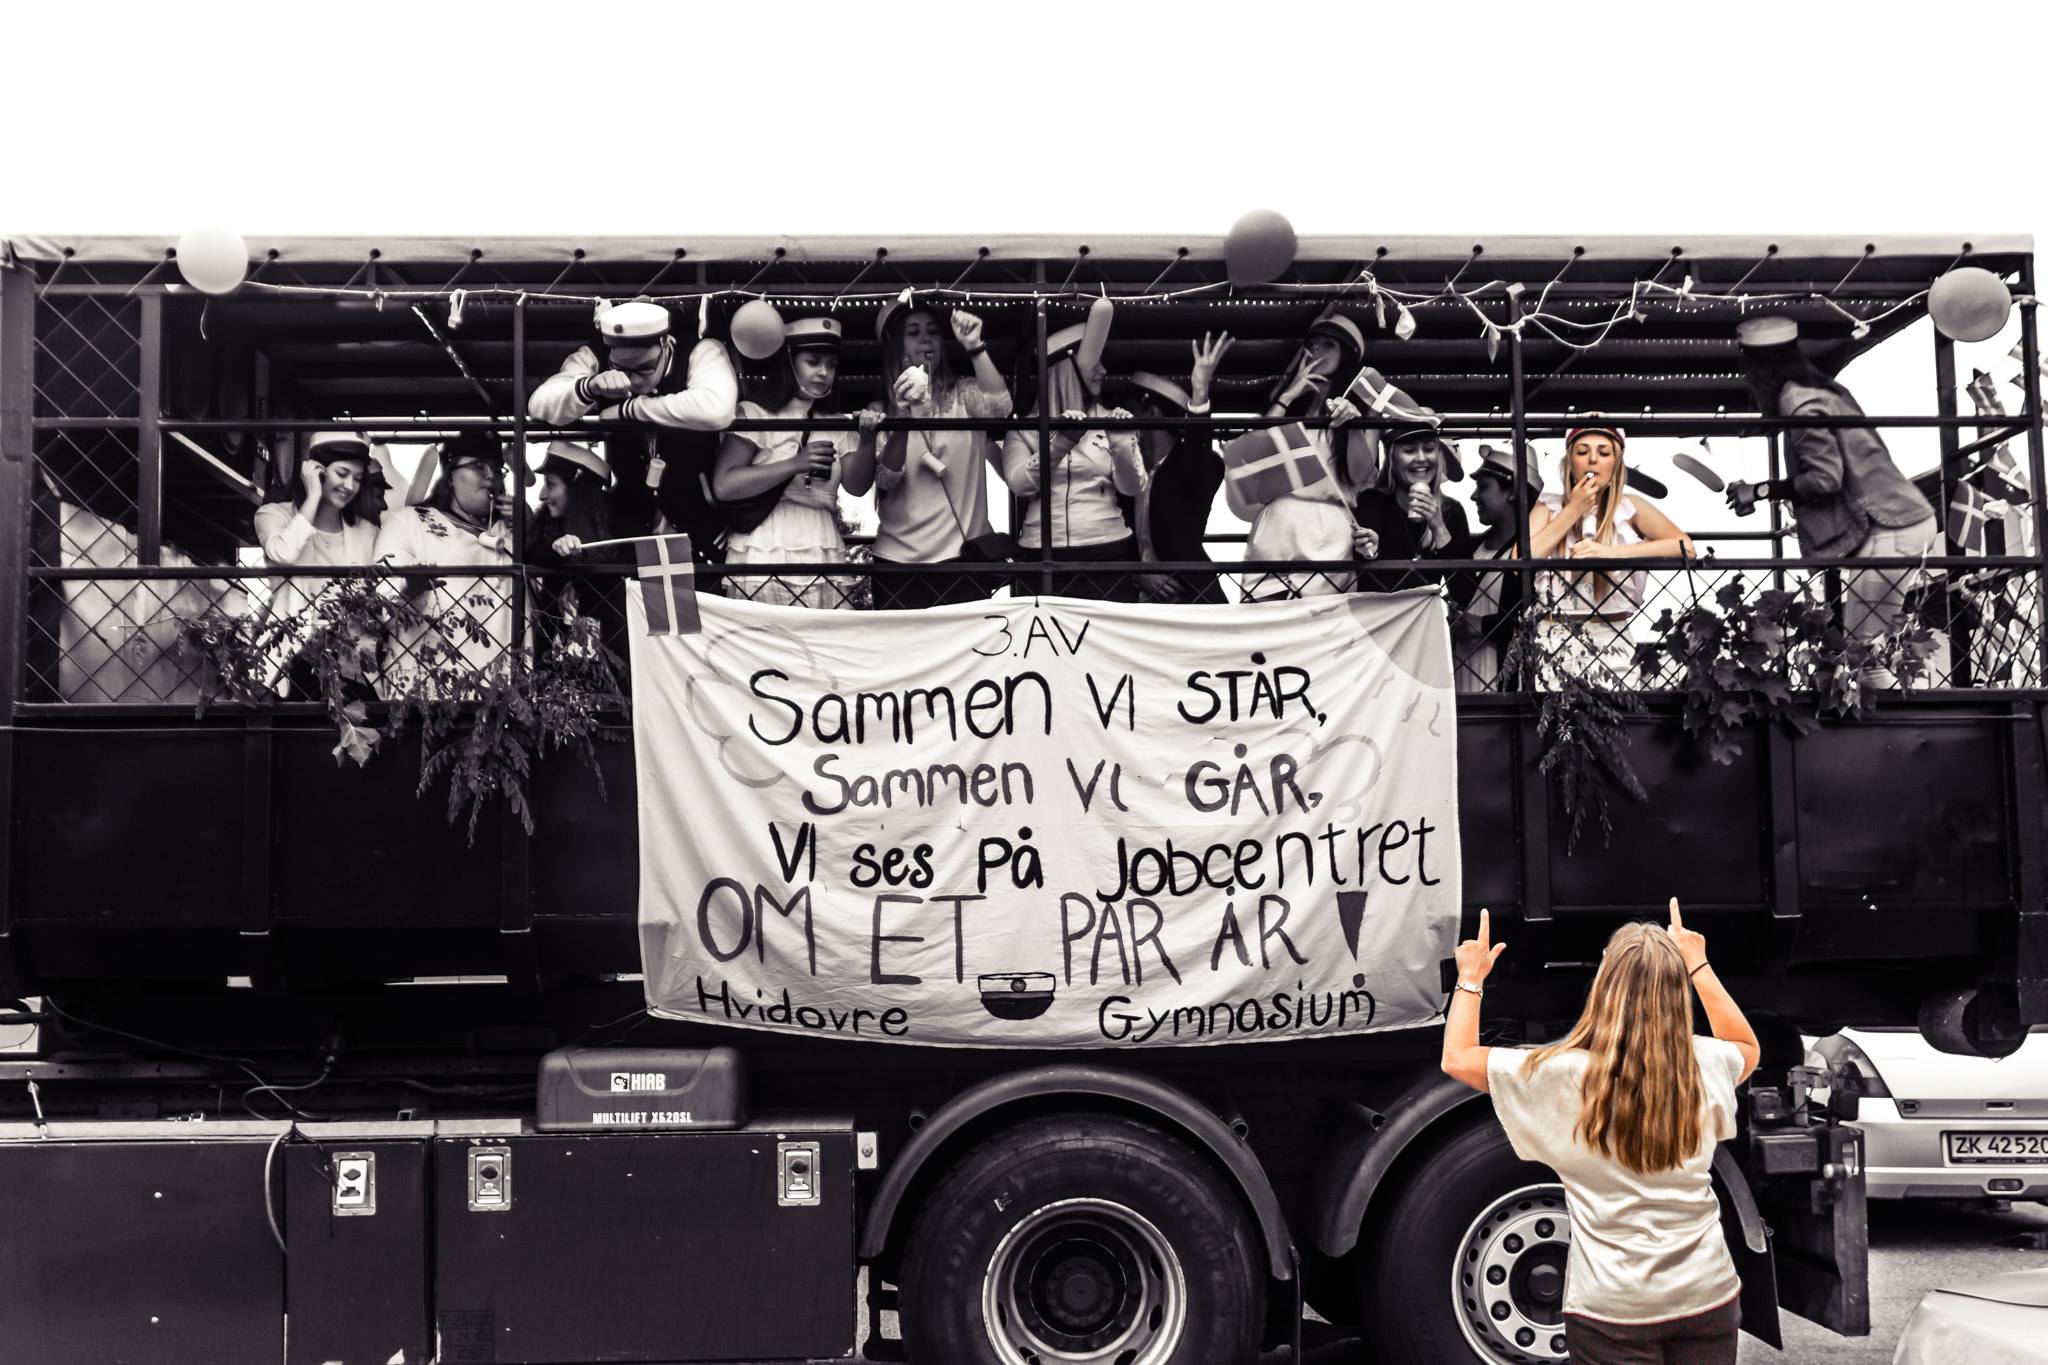 3.AV
Sammen VI STÅR,
Sammen VI GÅR,
VI ses På Jobcentret
OM ET PAR ÅR!
Hvidovre Gymnasium
HIAB
MULTILIFT XR20SL
ZK 42520